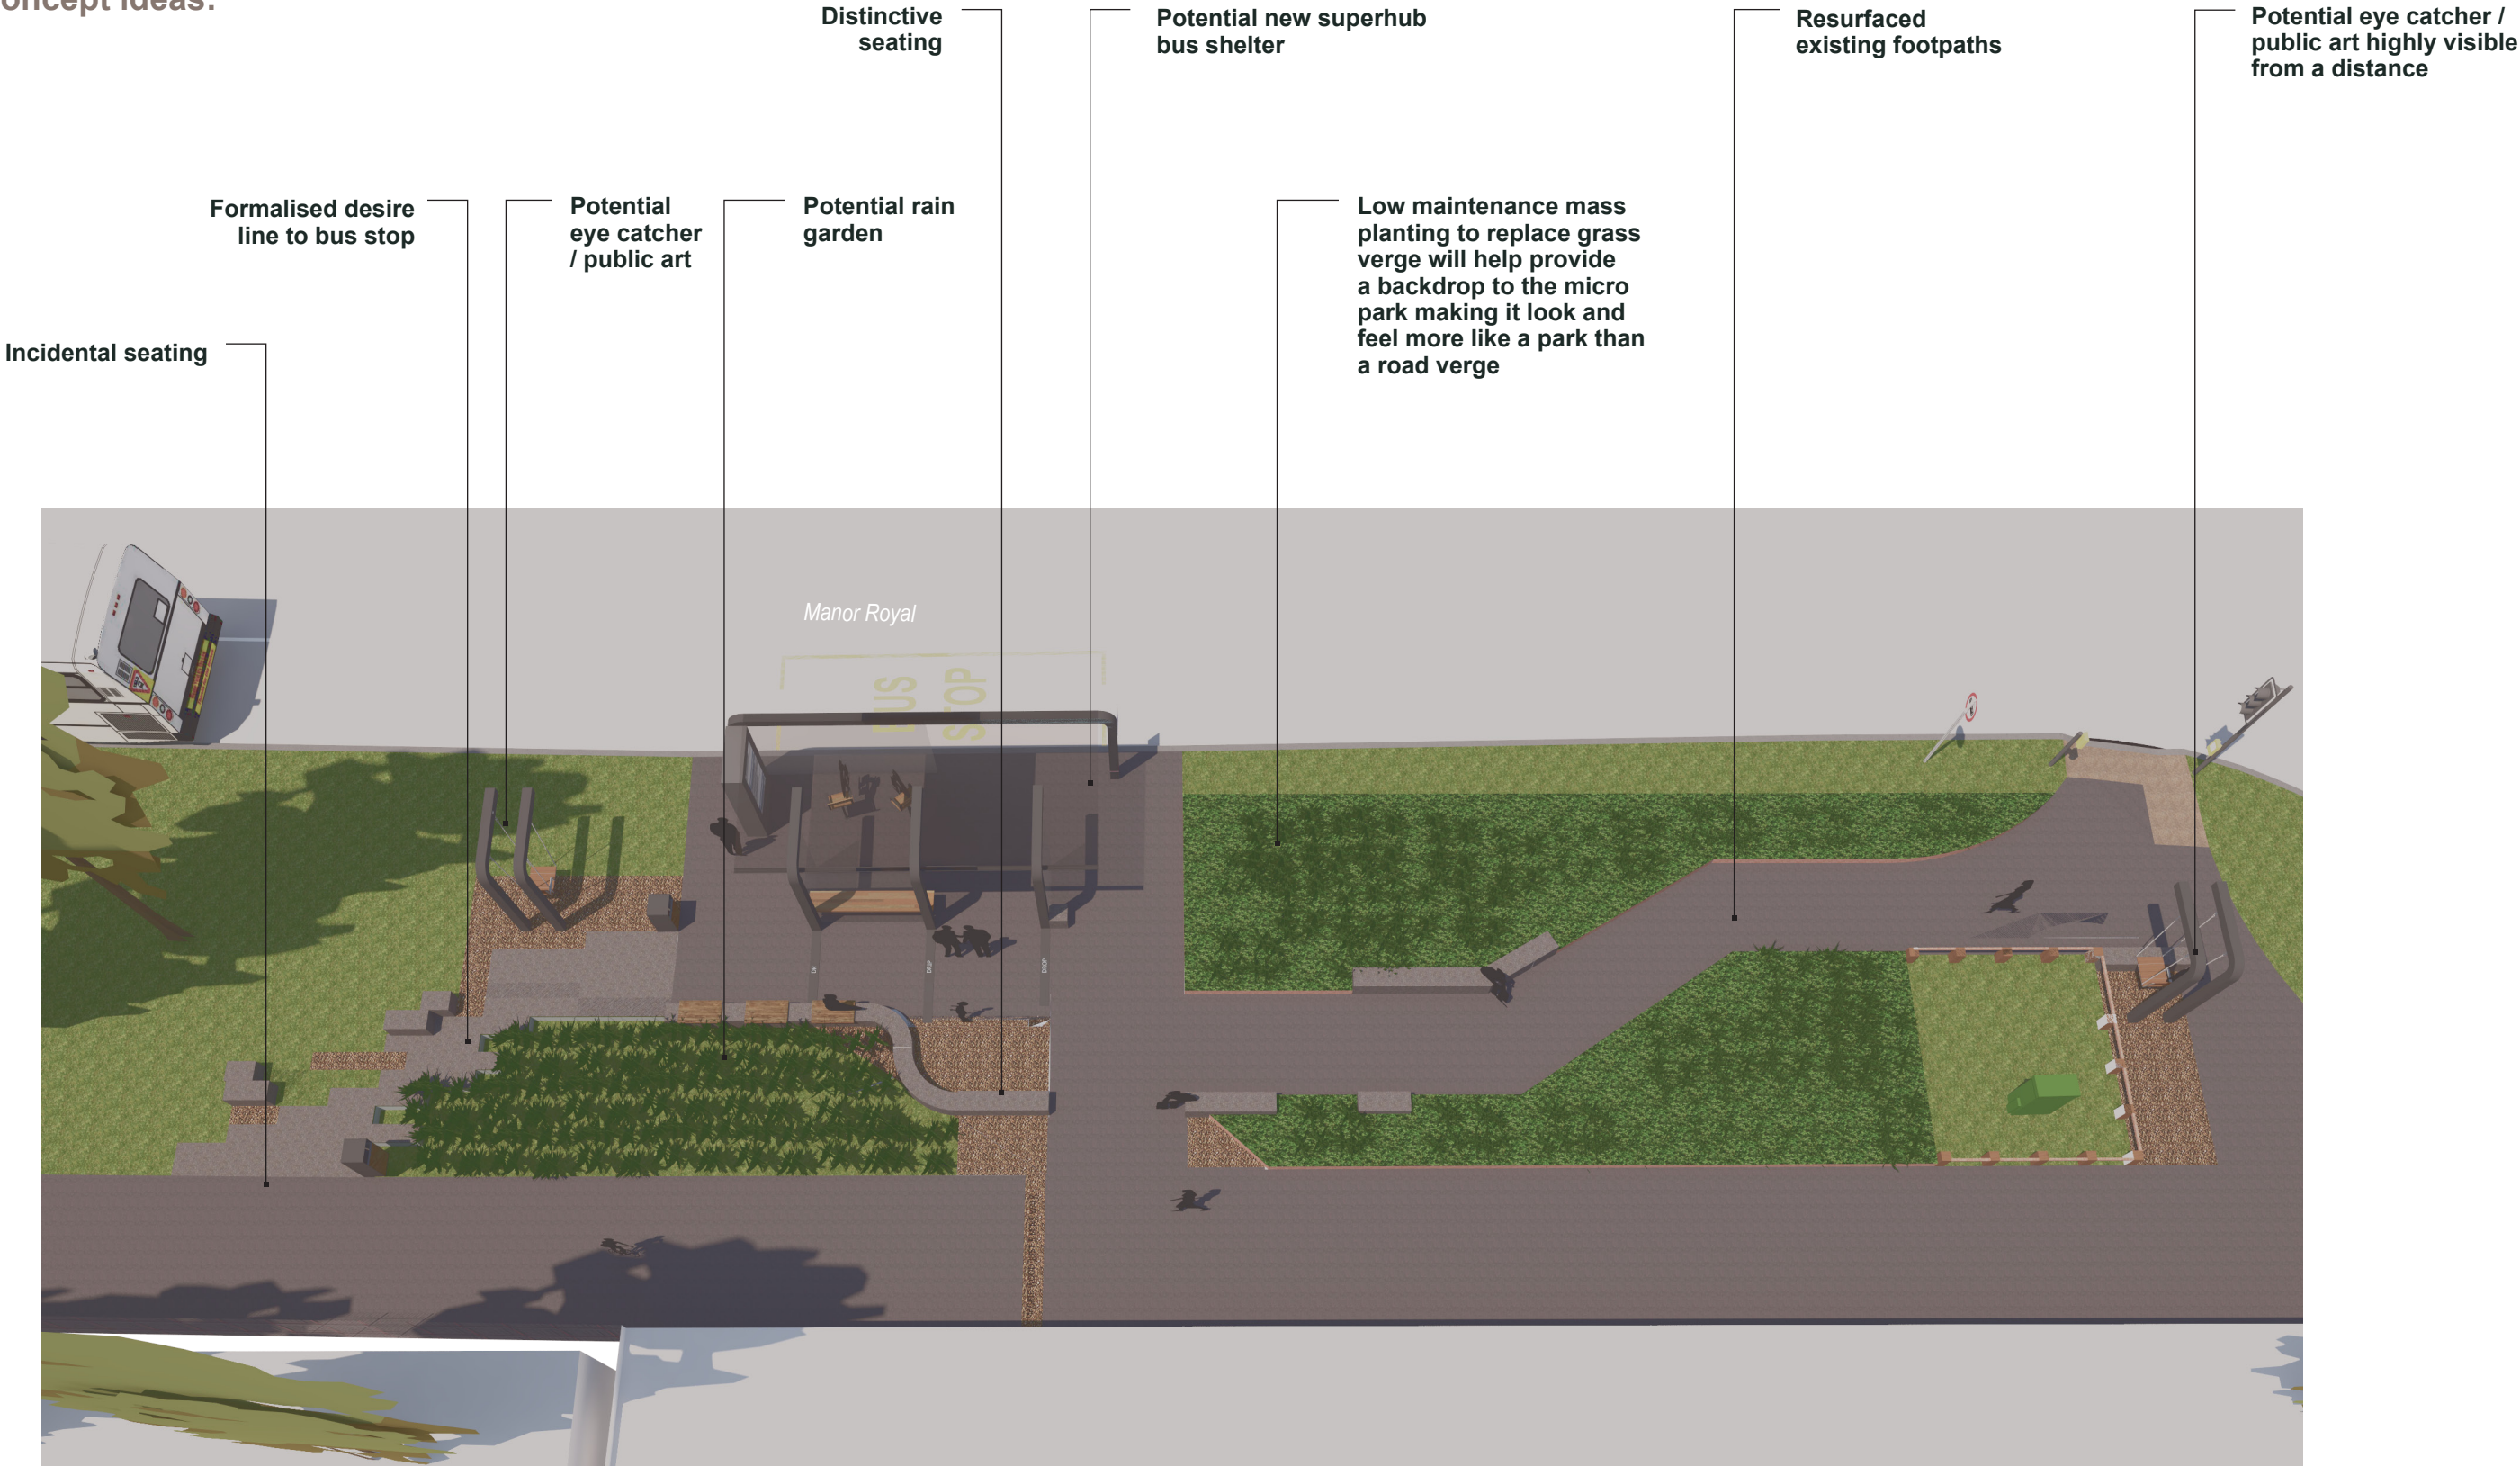 oncept ideas:
Distinctive
seating
Potential new superhub
bus shelter
Resurfaced
existing footpaths
Potential eye catcher /
public art highly visible
from a distance
Formalised desire
line to bus stop
Potential
eye catcher
/ public art
Potential rain
garden
Low maintenance mass
planting to replace grass
verge will help provide
a backdrop to the micro
park making it look and
feel more like a park than
a road verge
Incidental seating
Manor Royal
BUS
STOP